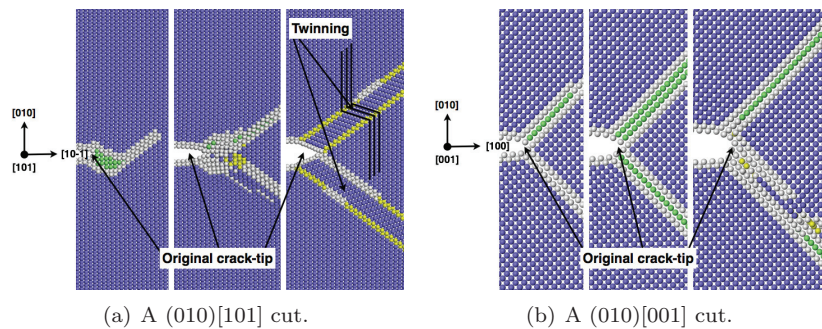 Twinning
[010]
[10-1]
[101]
Original crack-tip
(a) A (010)[101] cut.
[010]
[100]
[001]
Original crack-tip
(b) A (010)[001] cut.